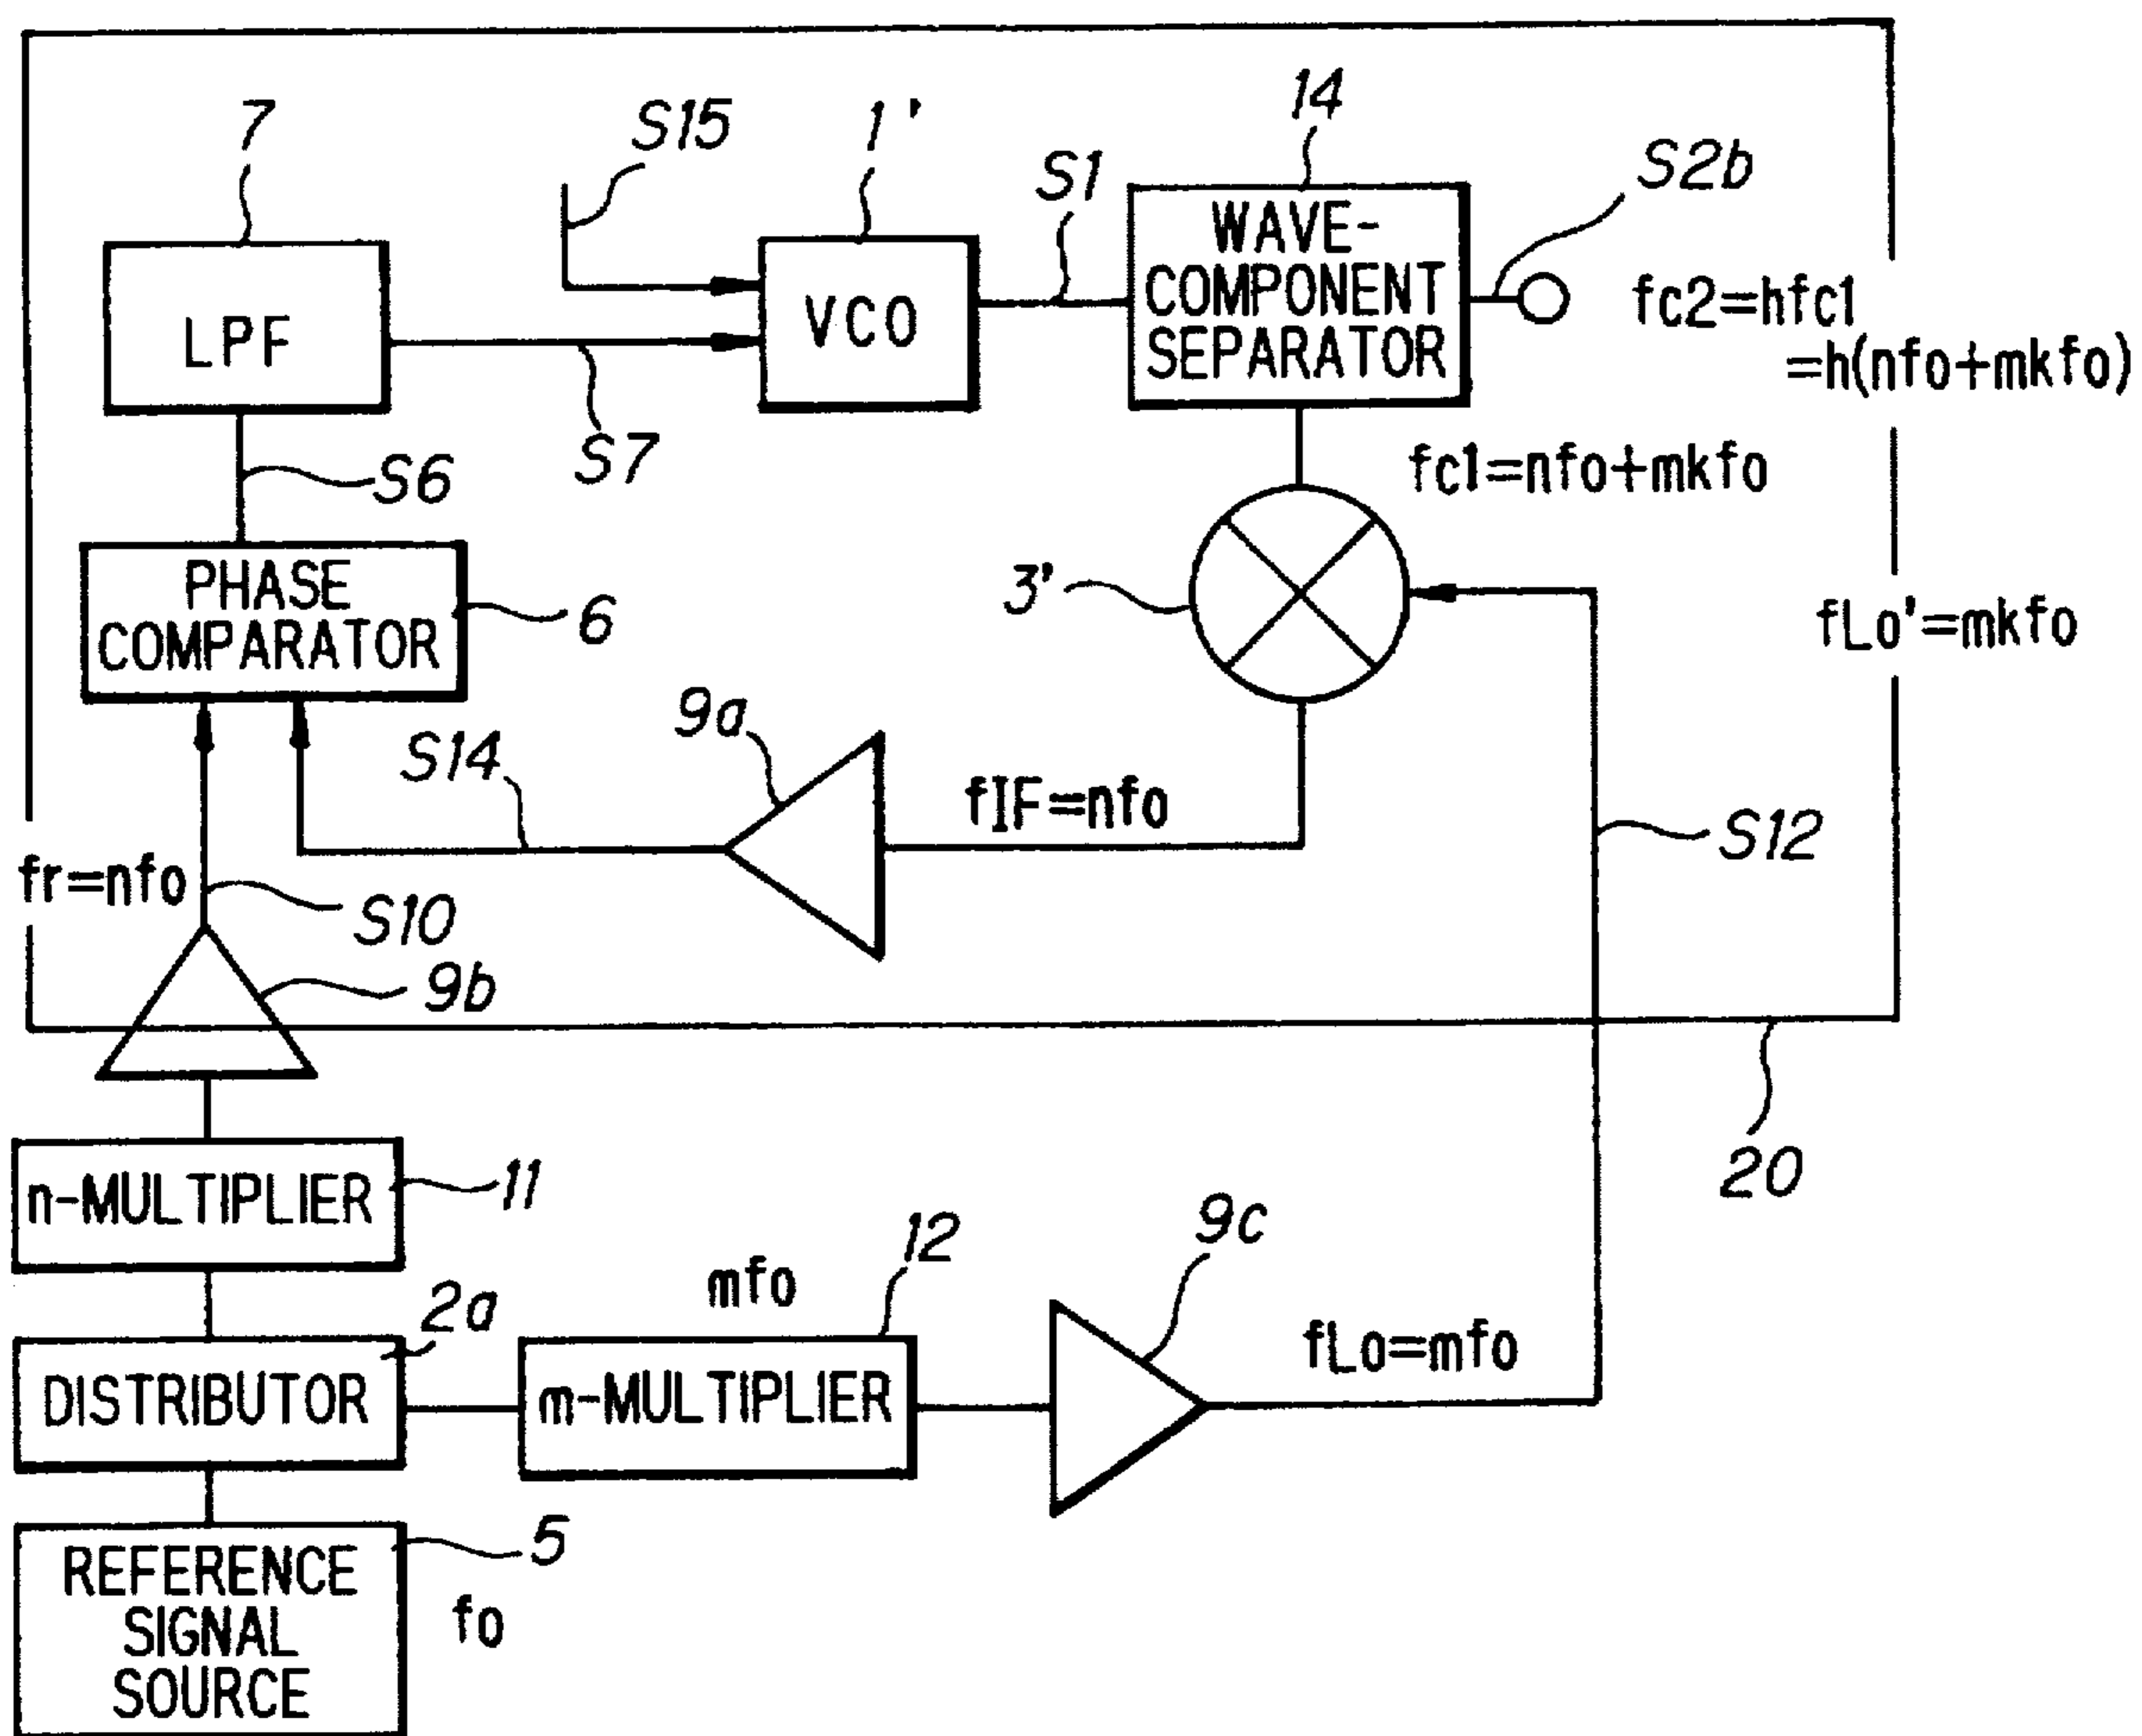 7
S15
1'
14
S1
S2b
LPF
VCO
WAVE-
COMPONENT
SEPARATOR
fc2=hfc1
=h(nfo+mkfo)
S7
S6
fc1=nfo+mkfo
PHASE
COMPARATOR
6
3'
fLo'=mkfo
9a
S14
fIF=nfo
S12
fr=nfo
S10
9b
20
n-MULTIPLIER
11
12
9c
mfo
2a
fLo=mfo
DISTRIBUTOR
m-MULTIPLIER
REFERENCE
SIGNAL
SOURCE
5
fo